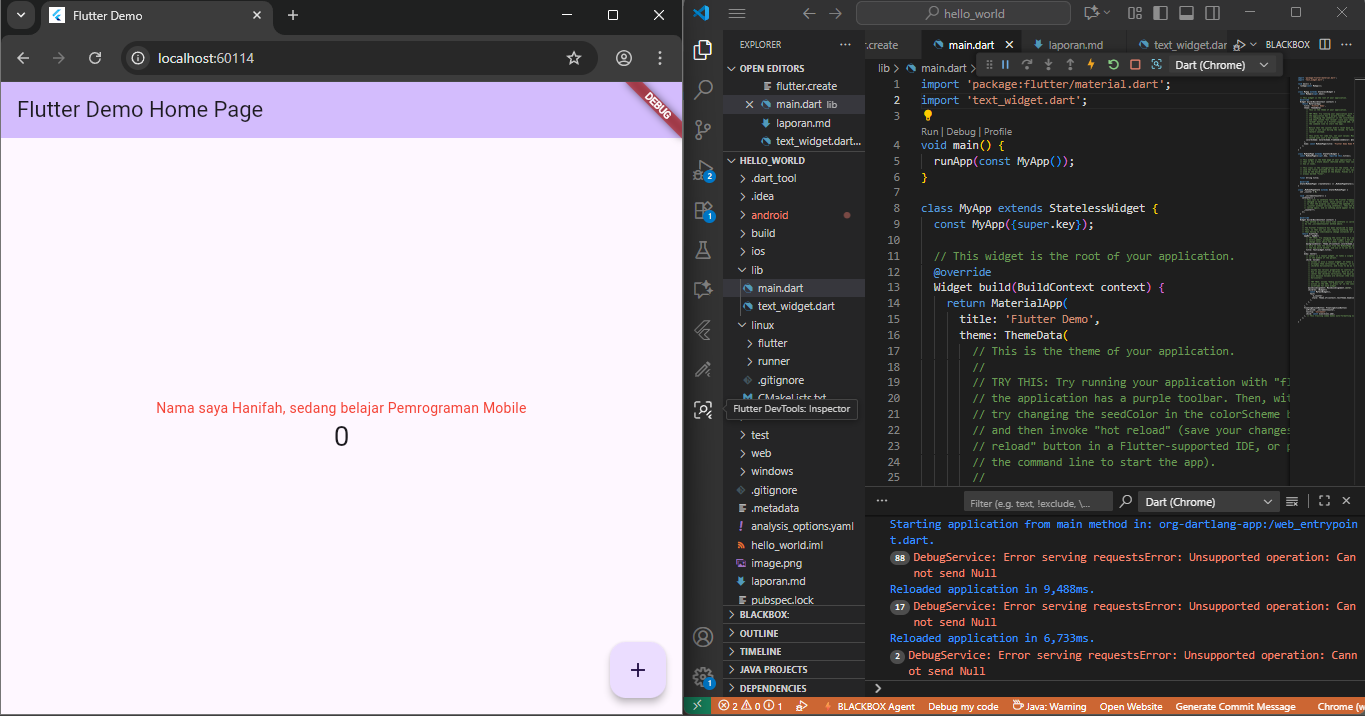 Flutter Demo
localhost:60114
Flutter Demo Home Page
DEBUG
Nama saya Hanifah, sedang belajar Pemrograman Mobile
0
+
hello_world
EXPLORER
OPEN EDITORS
flutter.create
main.dart lib
laporan.md
text_widget.dart...
HELLO_WORLD
.dart_tool
.idea
android
build
ios
lib
main.dart
text_widget.dart
linux
flutter
runner
.gitignore
CMakeLists.txt
Flutter DevTools: Inspector
test
web
windows
.gitignore
.metadata
analysis_options.yaml
hello_world.iml
image.png
laporan.md
pubspec.lock
BLACKBOX:
OUTLINE
TIMELINE
JAVA PROJECTS
DEPENDENCIES
2
1
1
r.create
main.dart
laporan.md
text_widget.dar
BLACKBOX
lib > main.dart >
Dart (Chrome)
1 import 'package:flutter/material.dart';
2 import 'text_widget.dart';
3
Run | Debug | Profile
4 void main() {
5 runApp(const MyApp());
6 }
7
8 class MyApp extends StatelessWidget {
9 const MyApp({super.key});
10
11 // This widget is the root of your application.
12 @override
13 Widget build(BuildContext context) {
14 return MaterialApp(
15 title: 'Flutter Demo',
16 theme: ThemeData(
17 // This is the theme of your application.
18 //
19 // TRY THIS: Try running your application with "fl
20 // the application has a purple toolbar. Then, wit
21 // try changing the seedColor in the colorScheme b
22 // and then invoke "hot reload" (save your changes
23 // reload" button in a Flutter-supported IDE, or p
24 // the command line to start the app).
25 //
Filter (e.g. text, !exclude, \...
Dart (Chrome)
Starting application from main method in: org-dartlang-app:/web_entrypoin
t.dart.
88 DebugService: Error serving requestsError: Unsupported operation: Can
not send Null
Reloaded application in 9,488ms.
17 DebugService: Error serving requestsError: Unsupported operation: Can
not send Null
Reloaded application in 6,733ms.
2 DebugService: Error serving requestsError: Unsupported operation: Cann
ot send Null
2 0 1 BLACKBOX Agent Debug my code Java: Warning Open Website Generate Commit Message Chrome (w